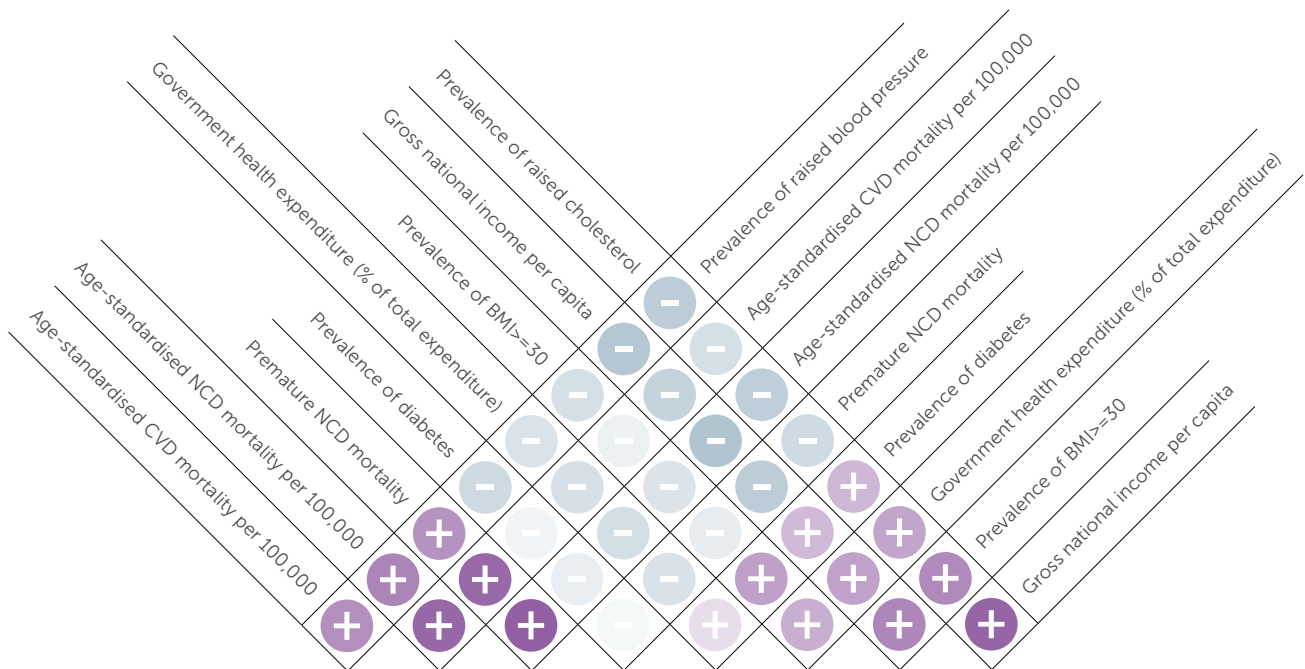 Government health expenditure (% of total expenditure)
Prevalence of raised cholesterol
Gross national income per capita
Prevalence of BMI>=30
Age-standardised NCD mortality per 100,000
Prevalence of diabetes
Premature NCD mortality
Age-standardised CVD mortality per 100,000
Prevalence of raised blood pressure
Age-standardised CVD mortality per 100,000
Age-standardised NCD mortality per 100,000
Premature NCD mortality
Prevalence of diabetes
Government health expenditure (% of total expenditure)
Prevalence of BMI>=30
Gross national income per capita
-
- -
- - -
- - - -
- - - - +
+ - - - + +
+ + - - + + +
+ + + - + + + +